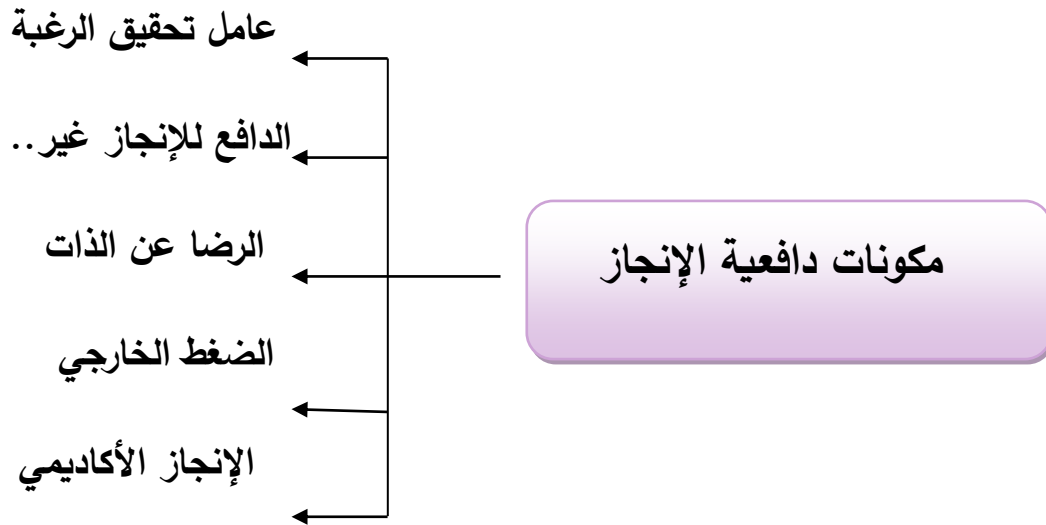 مكونات دافعية الإنجاز
عامل تحقيق الرغبة
الدافع للإنجاز غير..
الرضا عن الذات
الضغط الخارجي
الإنجاز الأكاديمي